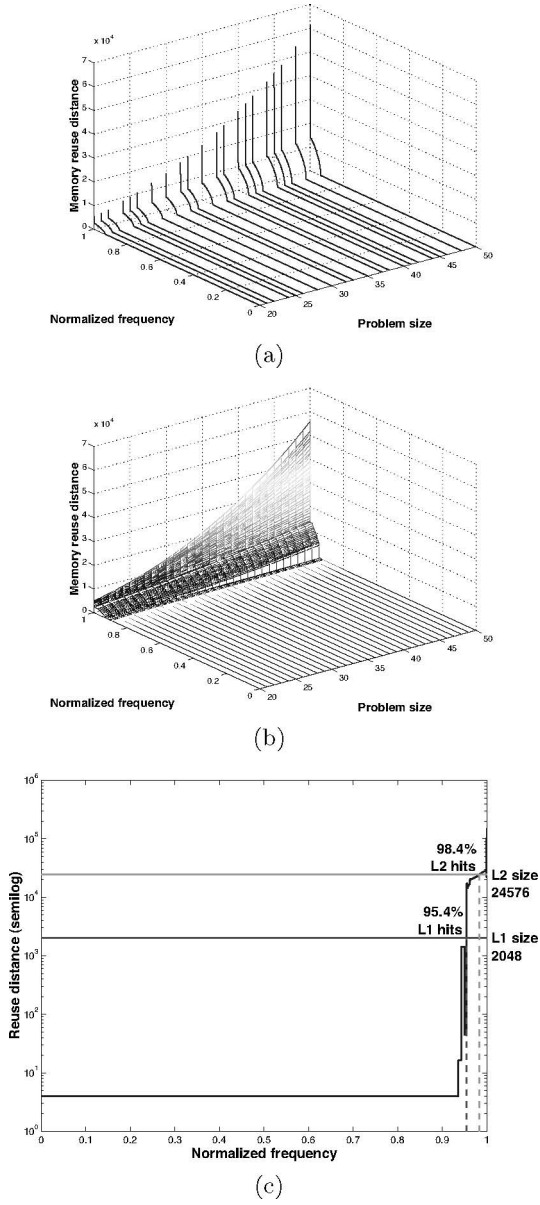 x 10⁴
7
6
5
4
3
2
1
0
Memory reuse distance
1
0.8
0.6
0.4
0.2
0
Normalized frequency
20
25
30
35
40
45
50
Problem size
(a)
x 10⁴
7
6
5
4
3
2
1
0
Memory reuse distance
1
0.8
0.6
0.4
0.2
0
Normalized frequency
20
25
30
35
40
45
50
Problem size
(b)
10⁶
10⁵
10⁴
10³
10²
10¹
10⁰
Reuse distance (semilog)
98.4%
L2 hits
L2 size
24576
95.4%
L1 hits
L1 size
2048
0 0.1 0.2 0.3 0.4 0.5 0.6 0.7 0.8 0.9 1
Normalized frequency
(c)